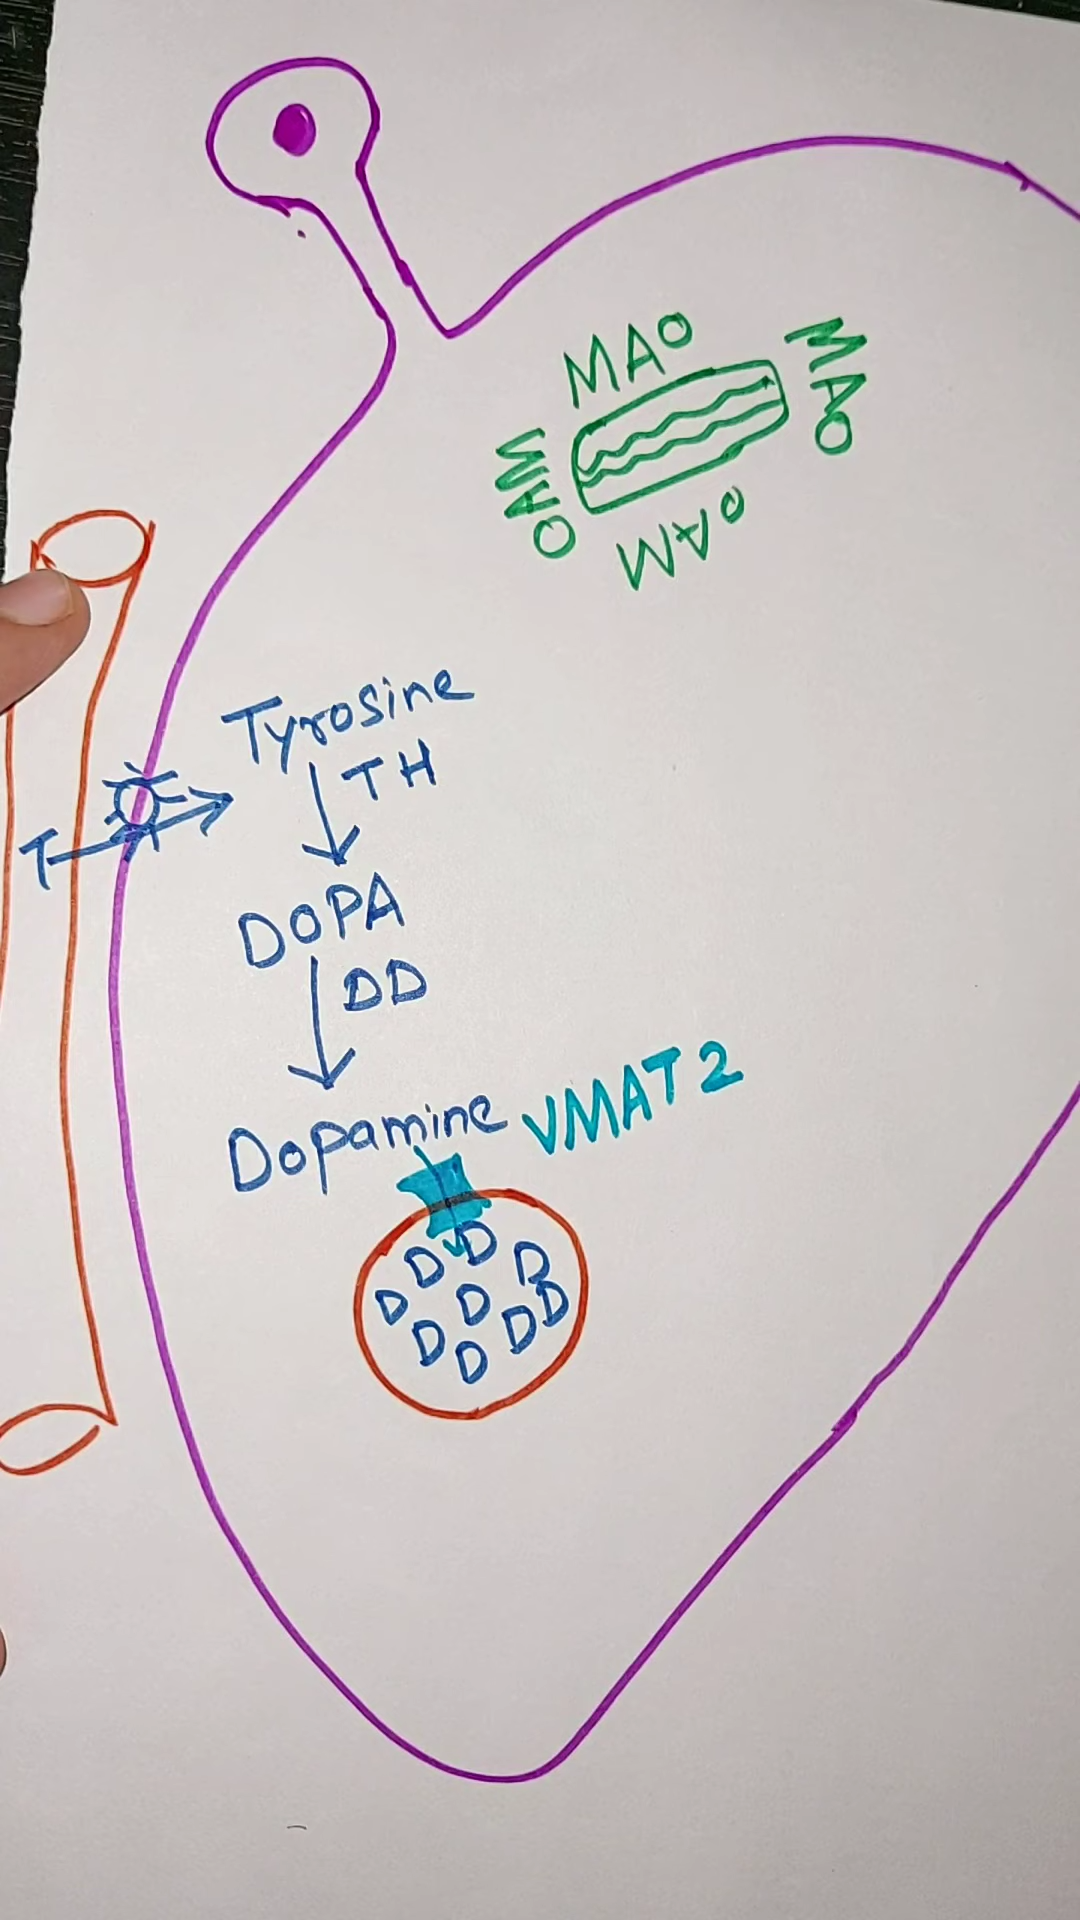 MAO
MAO
MAO
MAO
Tyrosine
TH
T
DOPA
DD
Dopamine VMAT2
D D D
D D D
D D
D